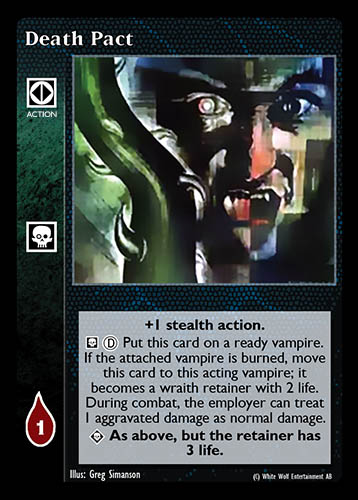 Death Pact
ACTION
+1 stealth action.
D Put this card on a ready vampire.
If the attached vampire is burned, move
this card to this acting vampire; it
becomes a wraith retainer with 2 life.
During combat, the employer can treat
1 aggravated damage as normal damage.
As above, but the retainer has
3 life.
1
Illus: Greg Simanson
(C) White Wolf Entertainment AB